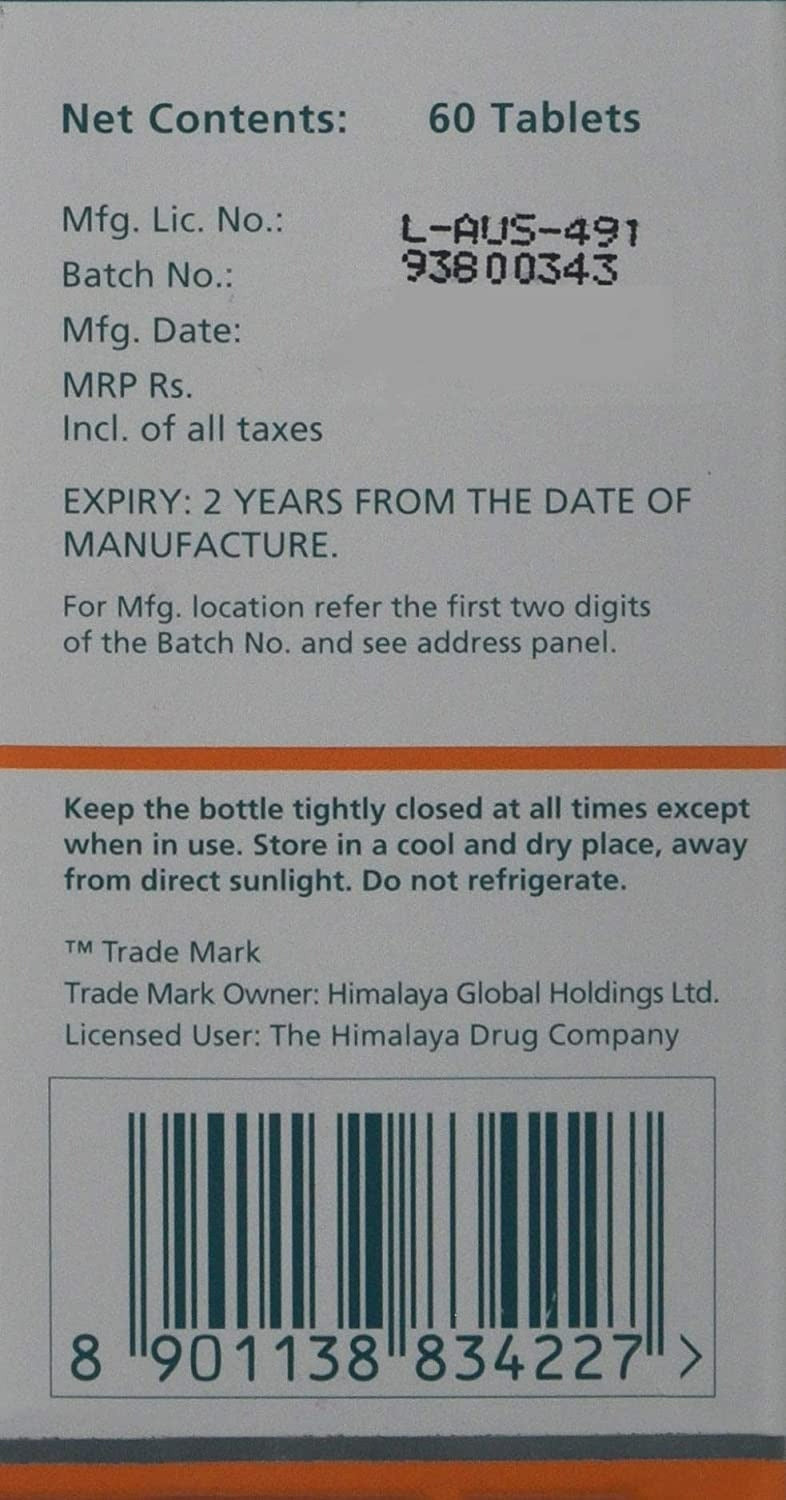 Net Contents: 60 Tablets
Mfg. Lic. No.: L-AUS-491
Batch No.: 93800343
Mfg. Date:
MRP Rs.
Incl. of all taxes
EXPIRY: 2 YEARS FROM THE DATE OF
MANUFACTURE.
For Mfg. location refer the first two digits
of the Batch No. and see address panel.
Keep the bottle tightly closed at all times except
when in use. Store in a cool and dry place, away
from direct sunlight. Do not refrigerate.
™ Trade Mark
Trade Mark Owner: Himalaya Global Holdings Ltd.
Licensed User: The Himalaya Drug Company
8 901138 834227 >